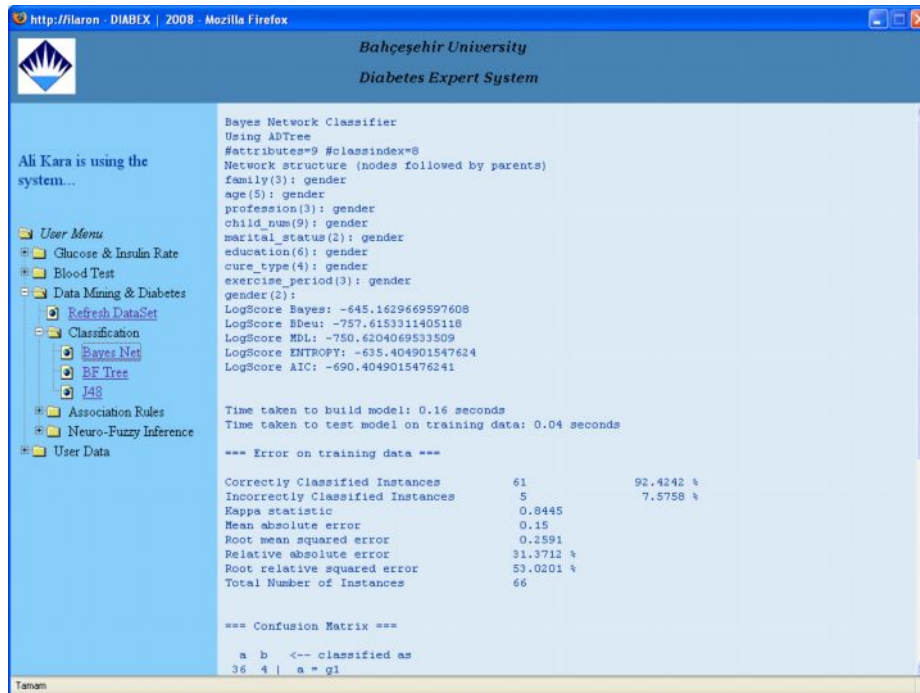 http://ilaron - DIABEX | 2008 - Mozilla Firefox
Bahçeşehir University
Diabetes Expert System
Ali Kara is using the
system...
User Menu
Glucose & Insulin Rate
Blood Test
Data Mining & Diabetes
Refresh DataSet
Classification
Bayes Net
BF Tree
J48
Association Rules
Neuro-Fuzzy Inference
User Data
Bayes Network Classifier
Using ADTree
#attributes=9 #classindex=8
Network structure (nodes followed by parents)
family(3): gender
age(5): gender
profession(3): gender
child_num(9): gender
marital_status(2): gender
education(6): gender
cure_type(4): gender
exercise_period(3): gender
gender(2):
LogScore Bayes: -645.1629669597608
LogScore BDeu: -757.6153311405118
LogScore MDL: -750.6204069533509
LogScore ENTROPY: -635.404901547624
LogScore AIC: -690.4049015476241
Time taken to build model: 0.16 seconds
Time taken to test model on training data: 0.04 seconds
=== Error on training data ===
Correctly Classified Instances 61 92.4242 %
Incorrectly Classified Instances 5 7.5758 %
Kappa statistic 0.8445
Mean absolute error 0.15
Root mean squared error 0.2591
Relative absolute error 31.3712 %
Root relative squared error 53.0201 %
Total Number of Instances 66
=== Confusion Matrix ===
a b <-- classified as
36 4 | a = g1
Tamam